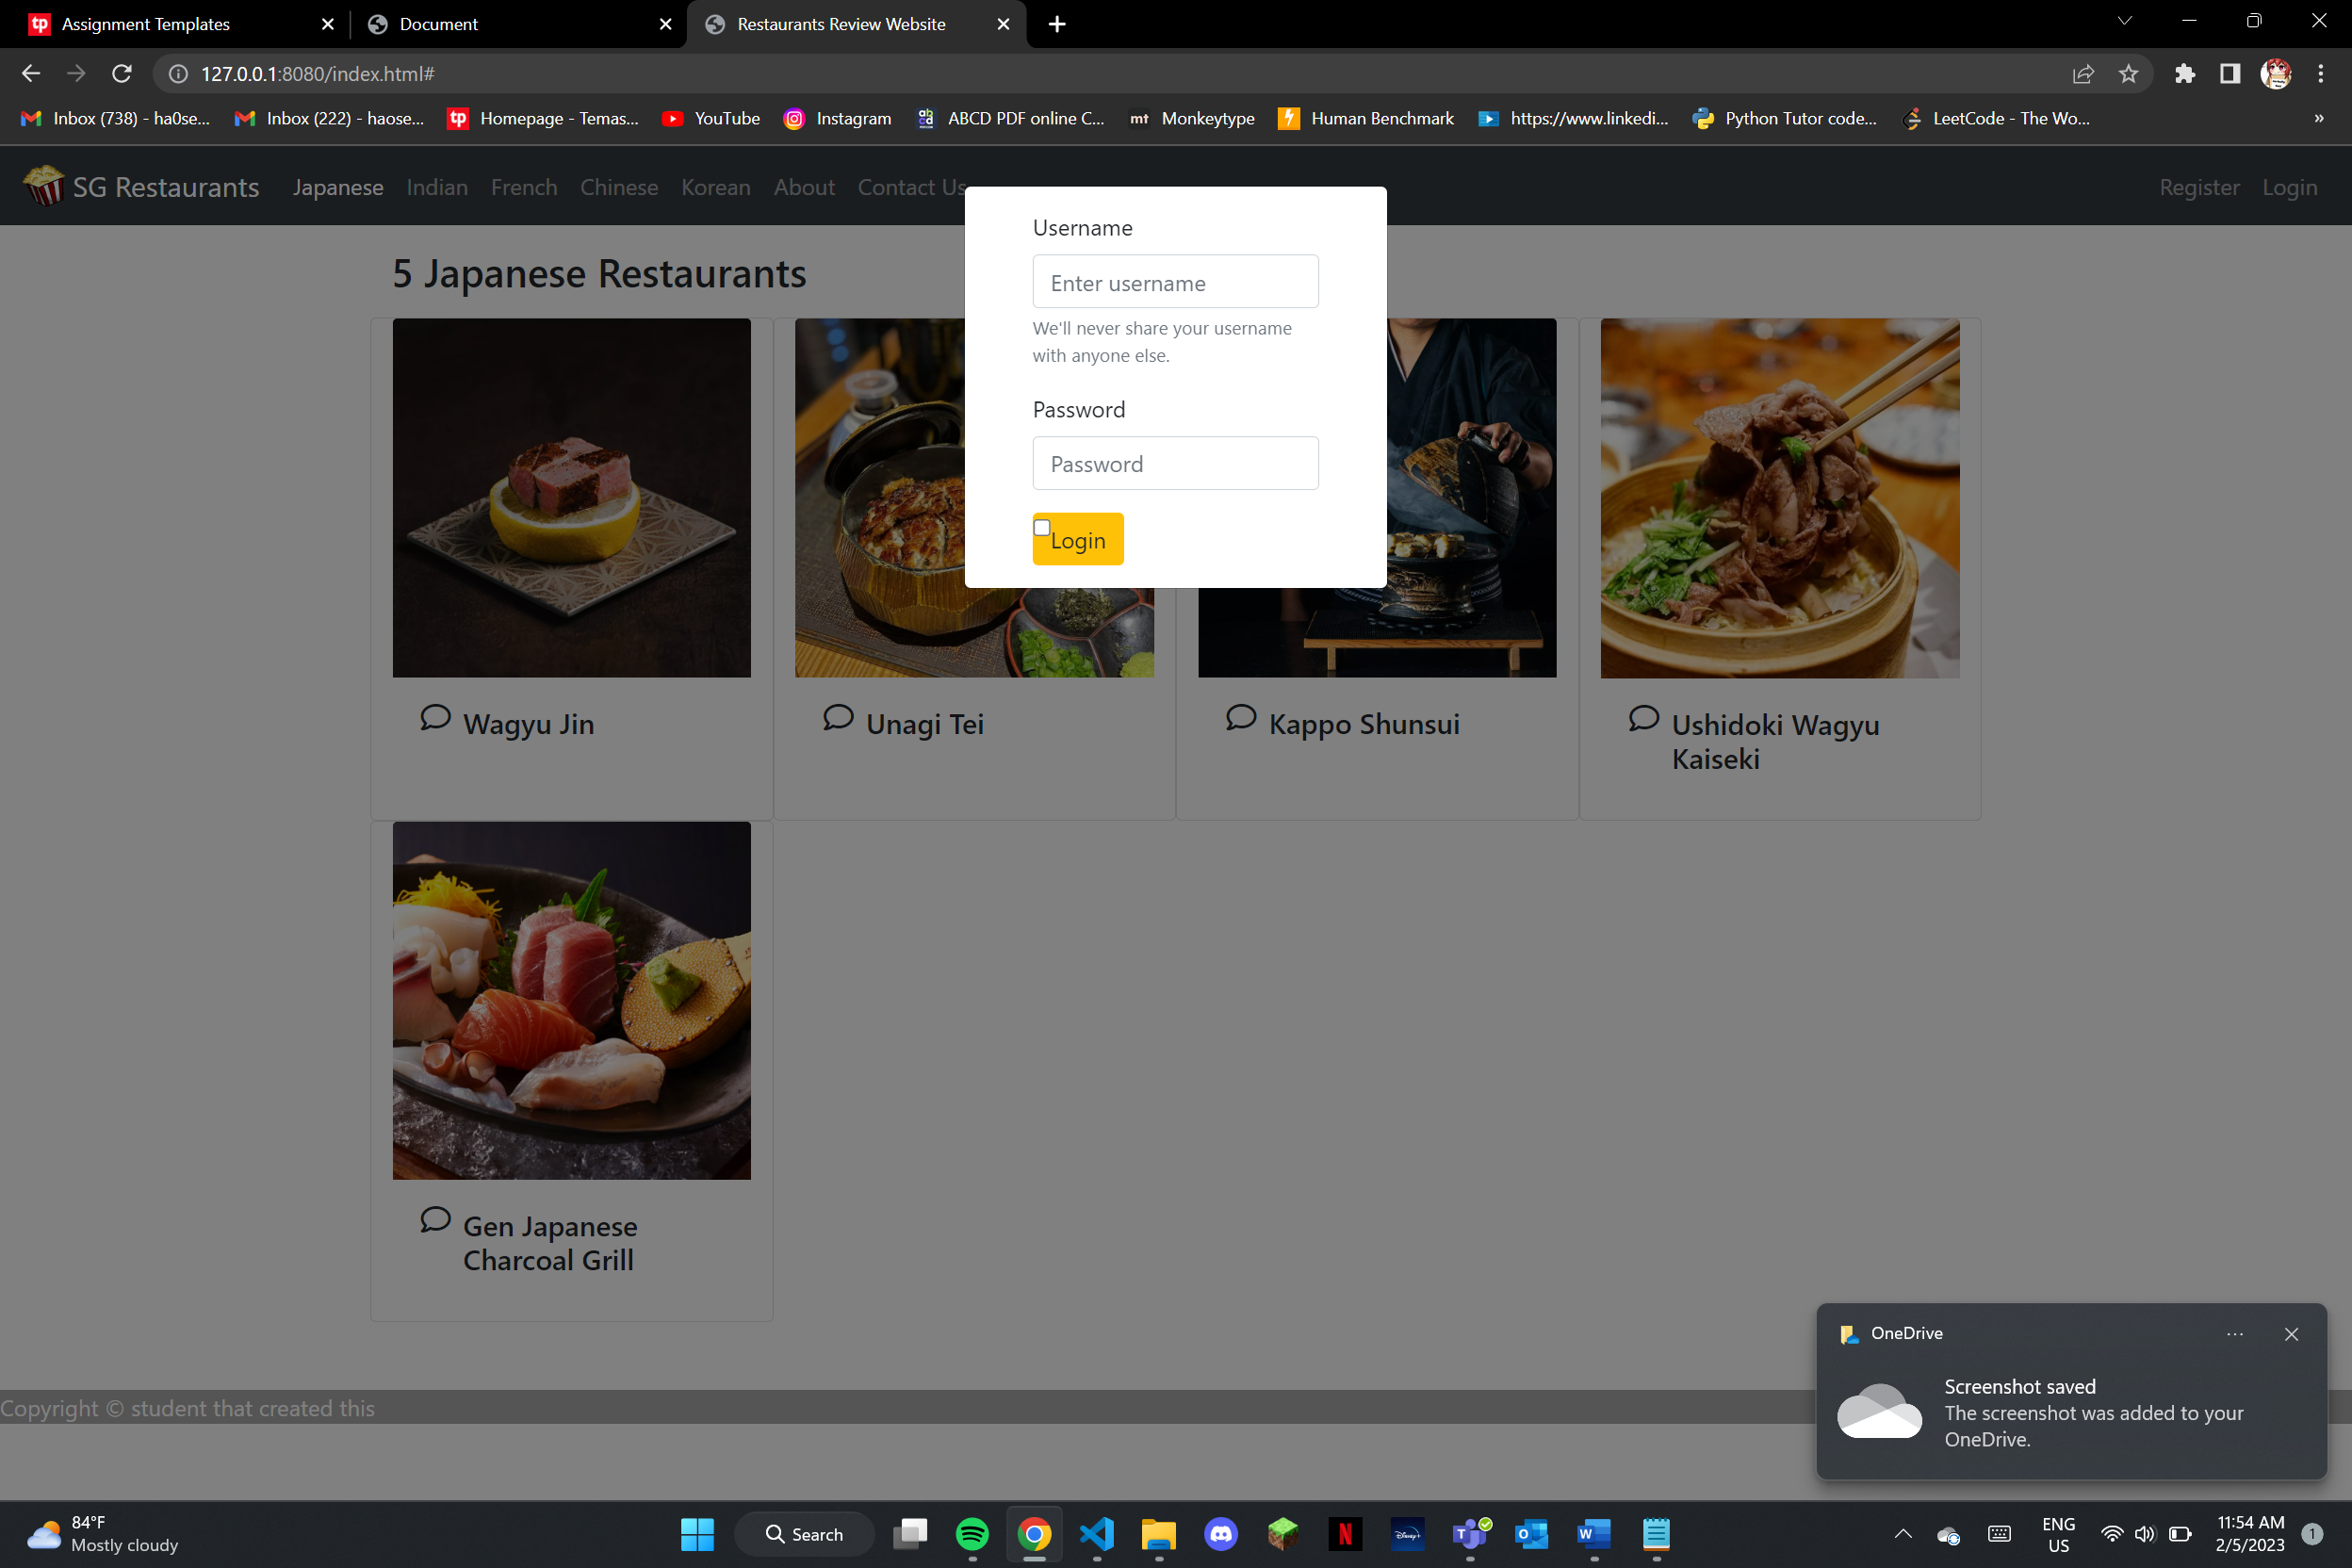 tp Assignment Templates
Document
Restaurants Review Website
127.0.0.1:8080/index.html#
Inbox (738) - ha0se...
Inbox (222) - haose...
tp Homepage - Temas...
YouTube
Instagram
ABCD PDF online C...
mt Monkeytype
Human Benchmark
https://www.linkedi...
Python Tutor code...
LeetCode - The Wo...
»
SG Restaurants Japanese Indian French Chinese Korean About Contact Us Register Login
Username
Enter username
We'll never share your username
with anyone else.
Password
Password
Login
5 Japanese Restaurants
Wagyu Jin
Unagi Tei
Kappo Shunsui
Ushidoki Wagyu
Kaiseki
Gen Japanese
Charcoal Grill
OneDrive
Screenshot saved
The screenshot was added to your
OneDrive.
Copyright © student that created this
84°F
Mostly cloudy
Search
N
Disney+
T
O
W
ENG
US
11:54 AM
2/5/2023
1